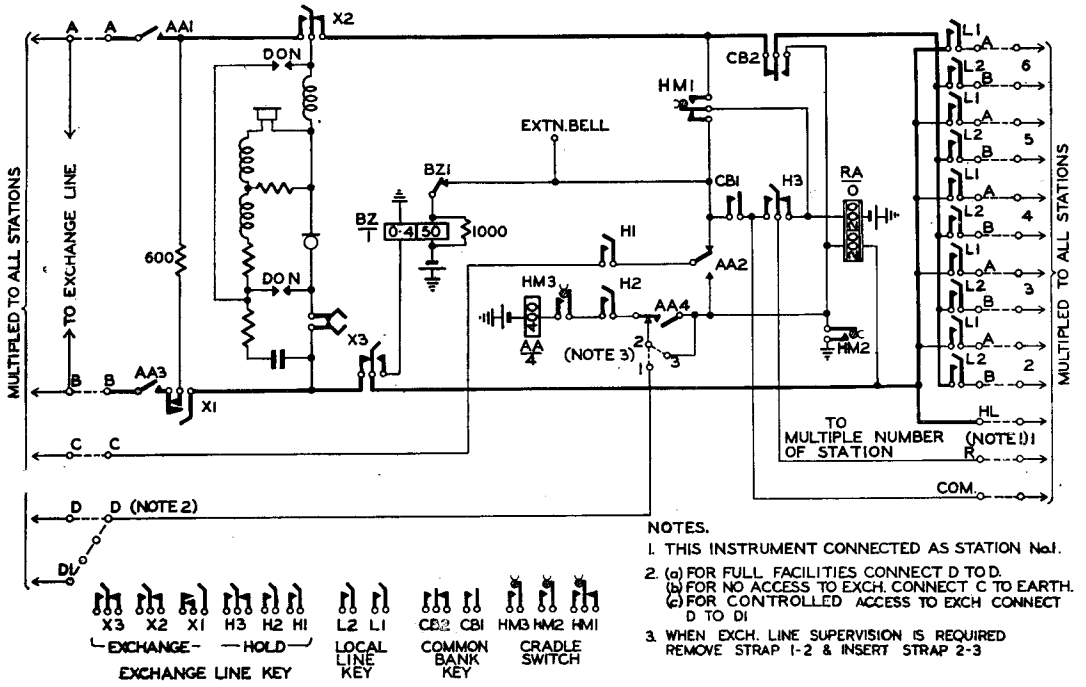 A A AA1 X2 L1 A
DON CB2 6
L2 B
HM1 L1 A
EXTN. BELL L2 5
B
MULTIPLED TO ALL STATIONS
TO EXCHANGE LINE
BZ1 CB1 H3 RA L1 A
O
BZ 0·4 50 1000 200 200 L2 4
1 B
600 H1 AA2 L1 A
DON HM3 H2 L2 3
400 AA4 B
AA (NOTE 3) 2 HM2 L1 A
4 3
X3 1 L2 2
B B AA3 B
X1 HL
TO
MULTIPLE NUMBER (NOTE 1) 1
OF STATION R
C C
COM.
MULTIPLED TO ALL STATIONS
D D (NOTE 2)
D1
NOTES.
1. THIS INSTRUMENT CONNECTED AS STATION No1.
2. (a) FOR FULL FACILITIES CONNECT D TO D.
(b) FOR NO ACCESS TO EXCH. CONNECT C TO EARTH.
(c) FOR CONTROLLED ACCESS TO EXCH CONNECT
D TO D1
3. WHEN EXCH. LINE SUPERVISION IS REQUIRED
REMOVE STRAP 1-2 & INSERT STRAP 2-3
X3 X2 X1 H3 H2 H1 L2 L1 CB2 CB1 HM3 HM2 HM1
EXCHANGE HOLD
EXCHANGE LINE KEY
LOCAL
LINE
KEY
COMMON
BANK
KEY
CRADLE
SWITCH